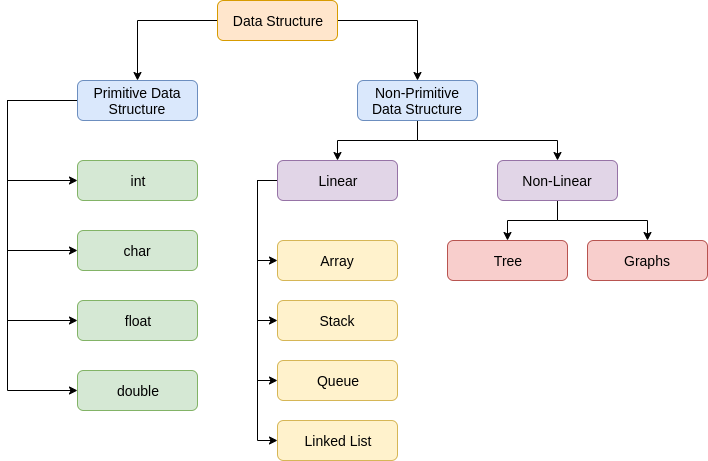 Data Structure
Primitive Data
Structure
Non-Primitive
Data Structure
int
Linear
Non-Linear
char
Array
Tree
Graphs
float
Stack
double
Queue
Linked List